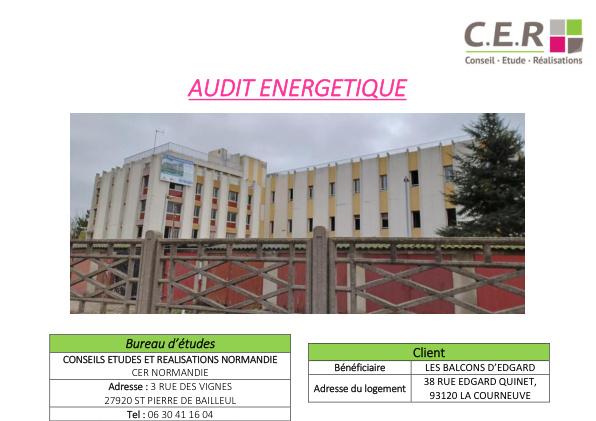 C.E.R
Conseil · Etude · Réalisations
AUDIT ENERGETIQUE
Bureau d'études
CONSEILS ETUDES ET REALISATIONS NORMANDIE
CER NORMANDIE
Adresse : 3 RUE DES VIGNES
27920 ST PIERRE DE BAILLEUL
Tel : 06 30 41 16 04
Client
Bénéficiaire LES BALCONS D'EDGARD
Adresse du logement 38 RUE EDGARD QUINET,
93120 LA COURNEUVE